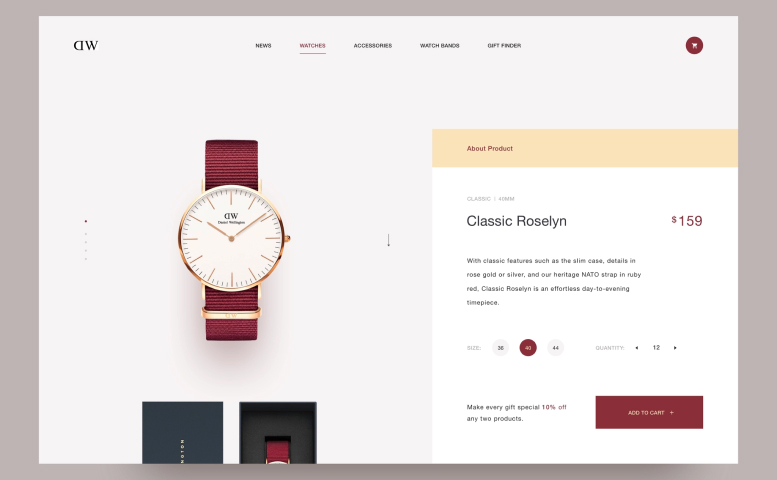 DW
NEWS
WATCHES
ACCESSORIES
WATCH BANDS
GIFT FINDER
About Product
CLASSIC | 40MM
Classic Roselyn
$159
With classic features such as the slim case, details in
rose gold or silver, and our heritage NATO strap in ruby
red, Classic Roselyn is an effortless day-to-evening
timepiece.
SIZE:
36
40
44
QUANTITY:
12
Make every gift special 10% off
any two products.
ADD TO CART +
DW
Daniel Wellington